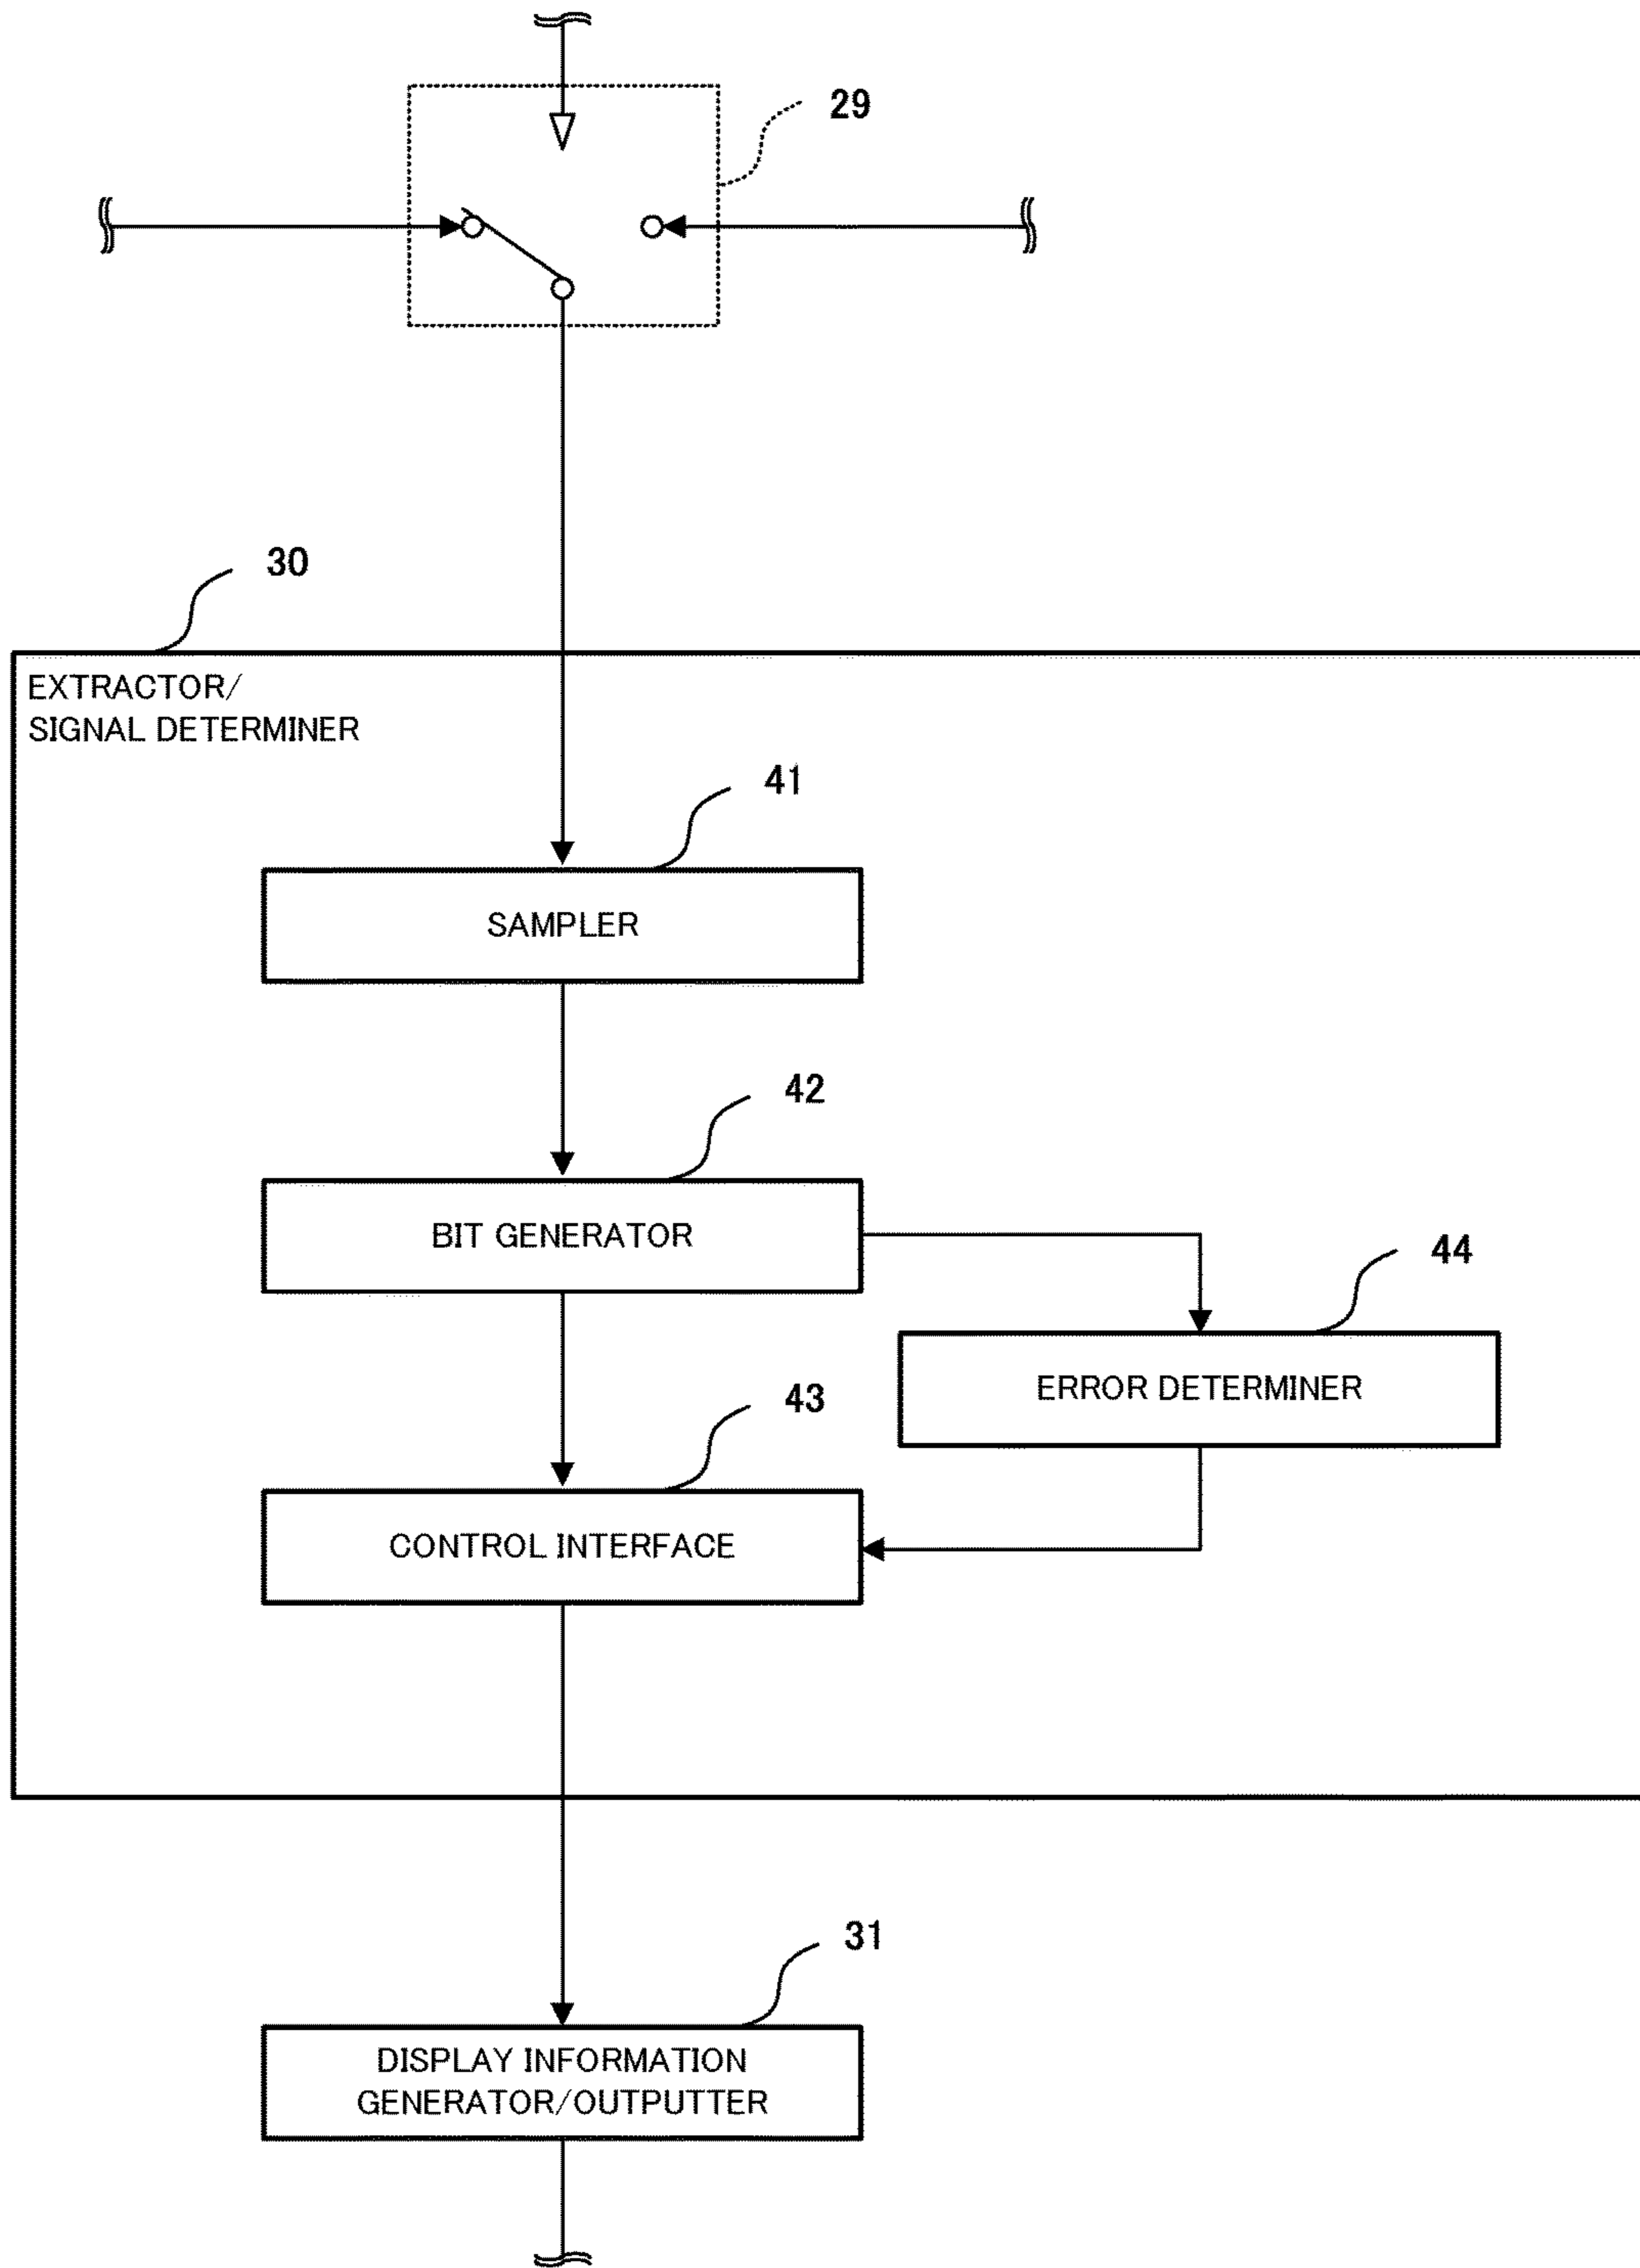 29
30
EXTRACTOR/
SIGNAL DETERMINER
41
SAMPLER
42
BIT GENERATOR
44
ERROR DETERMINER
43
CONTROL INTERFACE
31
DISPLAY INFORMATION
GENERATOR/OUTPUTTER